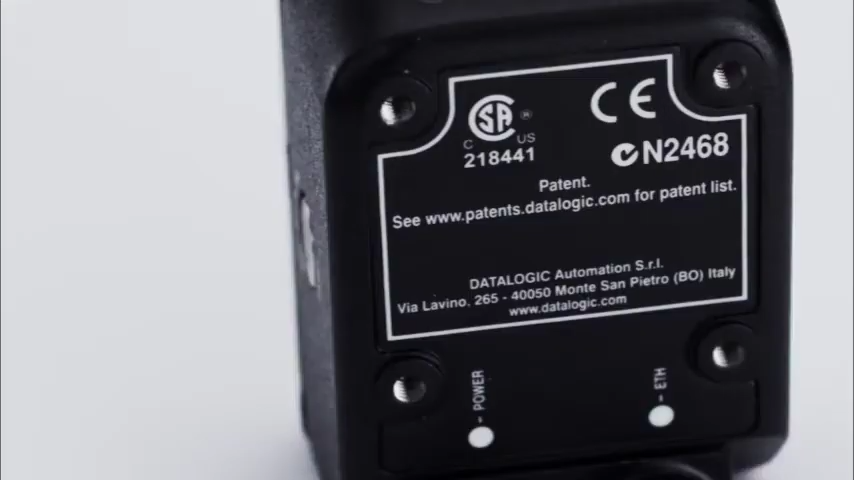 SA ®
C US
218441
CE
N2468
Patent.
See www.patents.datalogic.com for patent list.
DATALOGIC Automation S.r.l.
Via Lavino. 265 - 40050 Monte San Pietro (BO) Italy
www.datalogic.com
POWER
ETH